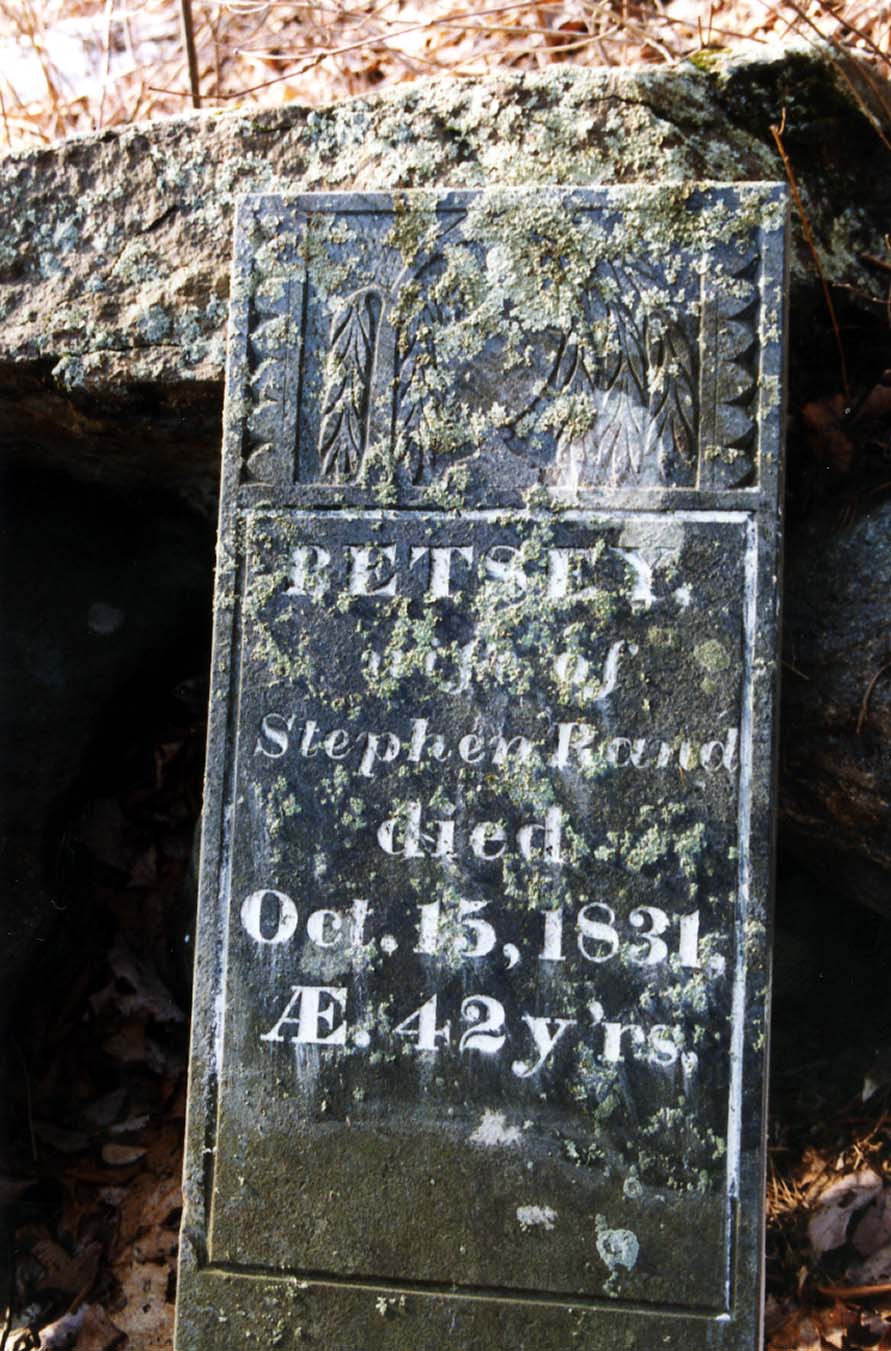 BETSEY,
wife of
Stephen Rand
died
Oct. 15, 1831,
Æ. 42 y'rs.